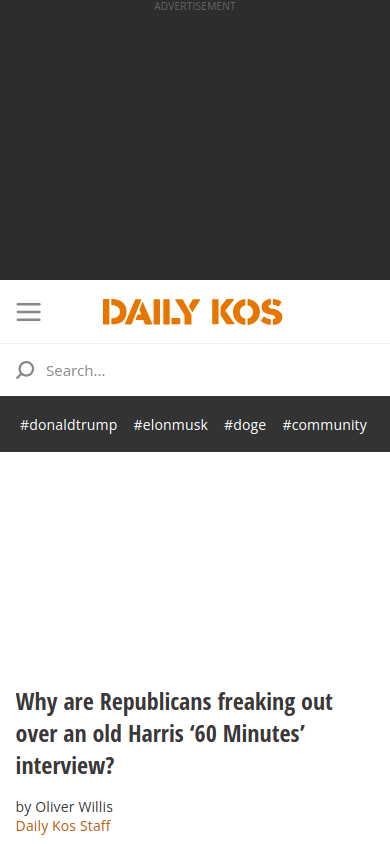 ADVERTISEMENT
DAILY KOS
Search...
#donaldtrump #elonmusk #doge #community
Why are Republicans freaking out
over an old Harris ‘60 Minutes’
interview?
by Oliver Willis
Daily Kos Staff